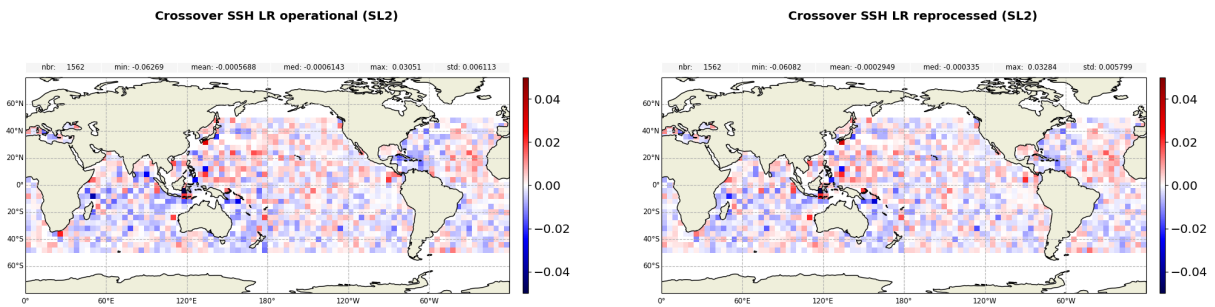 Crossover SSH LR operational (SL2)
nbr: 1562 min: -0.06269 mean: -0.0005688 med: -0.0006143 max: 0.03051 std: 0.006113
60°N
40°N
20°N
0°
20°S
40°S
60°S
0° 60°E 120°E 180° 120°W 60°W
0.04
0.02
0.00
−0.02
−0.04
Crossover SSH LR reprocessed (SL2)
nbr: 1562 min: -0.06082 mean: -0.0002949 med: -0.000335 max: 0.03284 std: 0.005799
60°N
40°N
20°N
0°
20°S
40°S
60°S
0° 60°E 120°E 180° 120°W 60°W
0.04
0.02
0.00
−0.02
−0.04